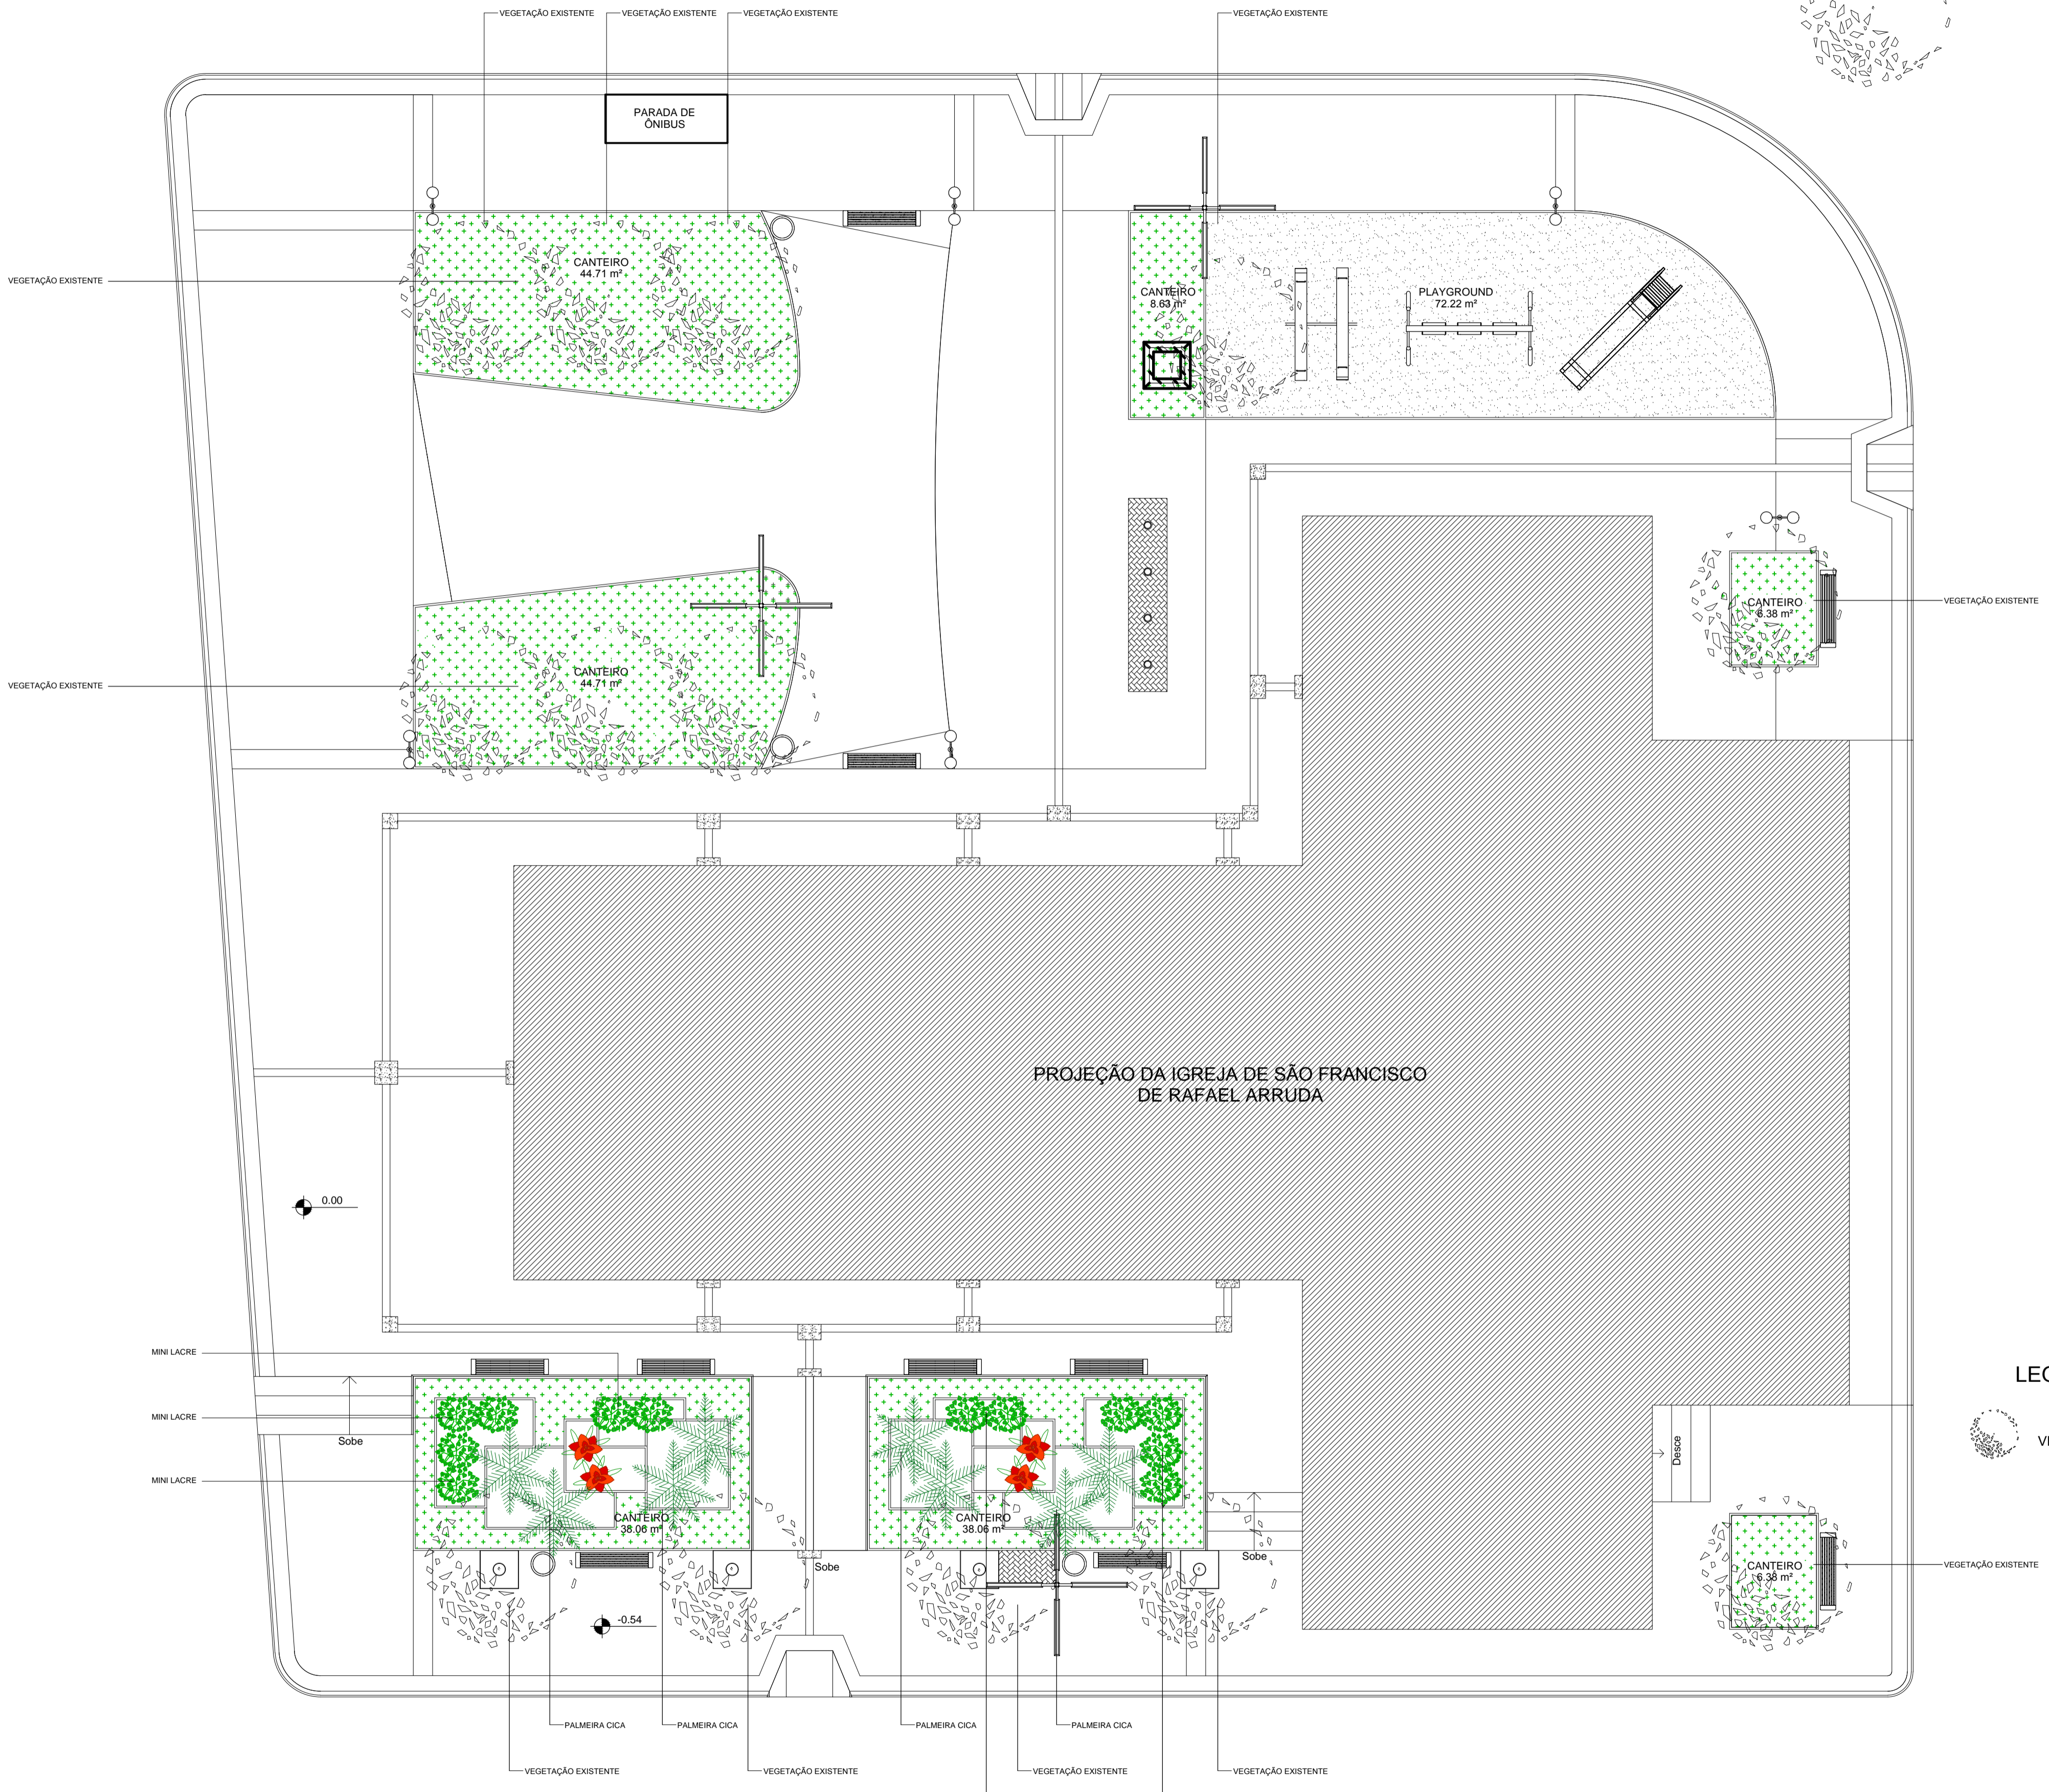 VEGETAÇÃO EXISTENTE
VEGETAÇÃO EXISTENTE
VEGETAÇÃO EXISTENTE
VEGETAÇÃO EXISTENTE
PARADA DE
ÔNIBUS
CANTEIRO
44.71 m²
VEGETAÇÃO EXISTENTE
CANTEIRO
8.63 m²
PLAYGROUND
72.22 m²
CANTEIRO
6.38 m²
VEGETAÇÃO EXISTENTE
CANTEIRO
44.71 m²
VEGETAÇÃO EXISTENTE
PROJEÇÃO DA IGREJA DE SÃO FRANCISCO
DE RAFAEL ARRUDA
0.00
MINI LACRE
MINI LACRE
MINI LACRE
Sobe
Desce
CANTEIRO
38.06 m²
CANTEIRO
38.06 m²
Sobe
Sobe
CANTEIRO
6.38 m²
VEGETAÇÃO EXISTENTE
-0.54
PALMEIRA CICA
PALMEIRA CICA
PALMEIRA CICA
PALMEIRA CICA
VEGETAÇÃO EXISTENTE
VEGETAÇÃO EXISTENTE
VEGETAÇÃO EXISTENTE
VEGETAÇÃO EXISTENTE